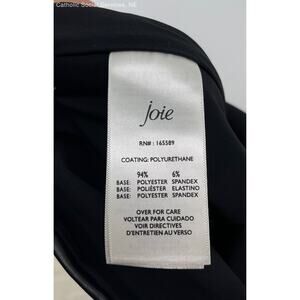 Catholic Social Services, NE
joie
RN# : 165589
COATING: POLYURETHANE
94% 6%
BASE: POLYESTER SPANDEX
BASE: POLIÉSTER ELASTINO
BASE: POLYESTER SPANDEX
OVER FOR CARE
VOLTEAR PARA CUIDADO
VOIR DIRECTIVES
D'ENTRETIEN AU VERSO